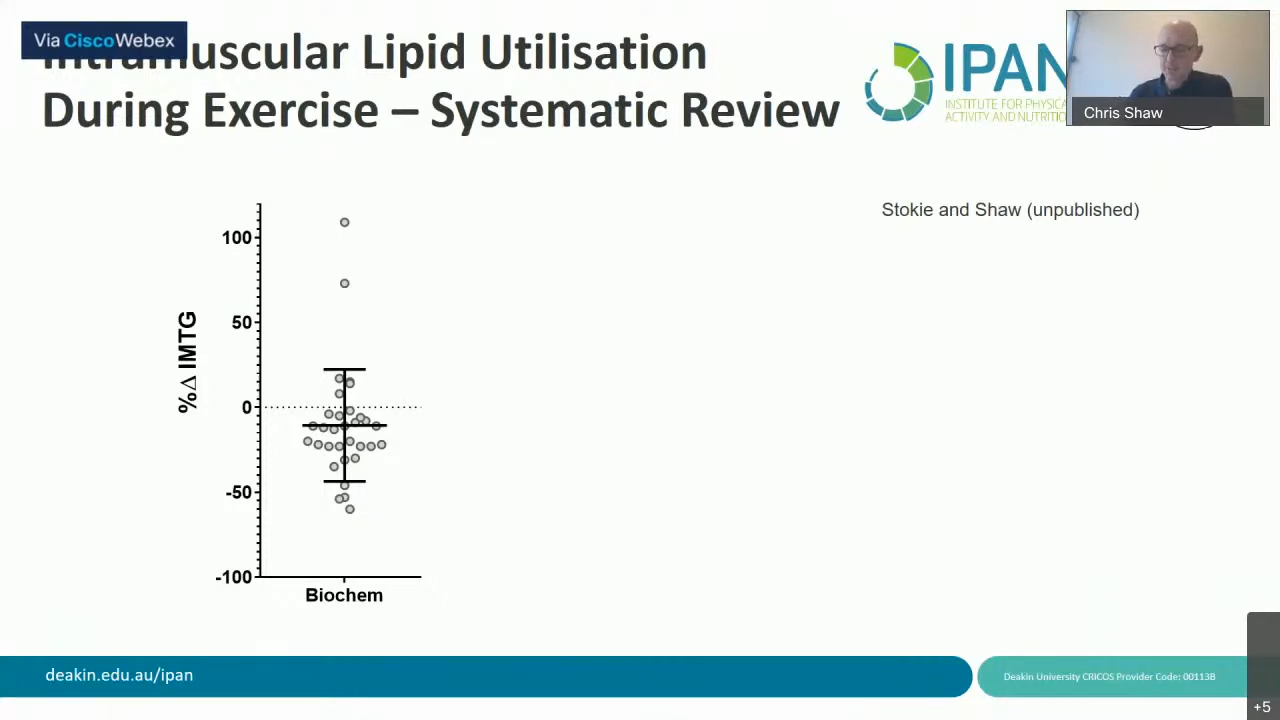 Via CiscoWebex
Intramuscular Lipid Utilisation
During Exercise – Systematic Review
IPAN
INSTITUTE FOR PHYSICA
ACTIVITY AND NUTRITIO
Chris Shaw
Stokie and Shaw (unpublished)
%Δ IMTG
100
50
0
-50
-100
Biochem
deakin.edu.au/ipan
Deakin University CRICOS Provider Code: 00113B
+5